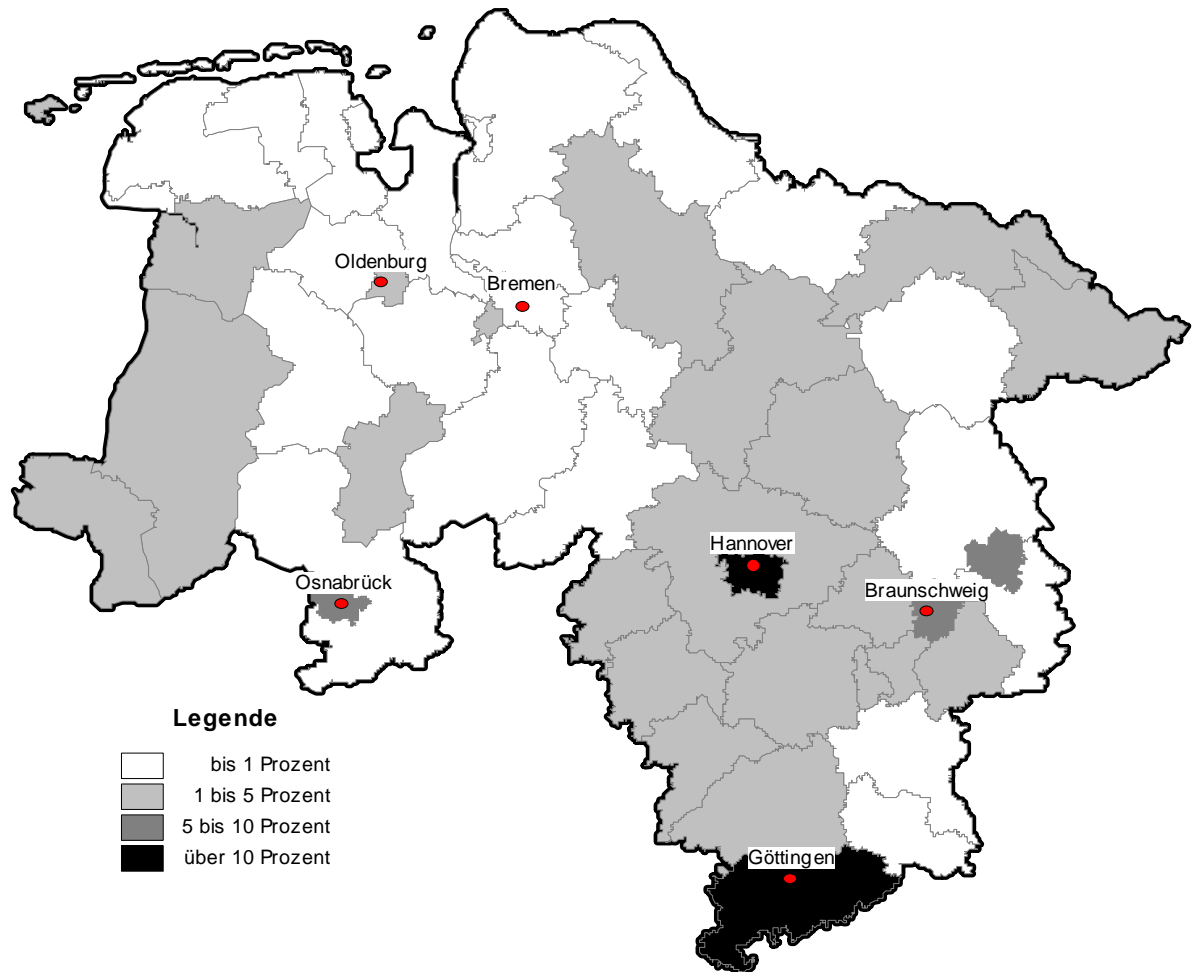 Oldenburg
Bremen
Hannover
Osnabrück
Braunschweig
Legende
bis 1 Prozent
1 bis 5 Prozent
5 bis 10 Prozent
über 10 Prozent
Göttingen